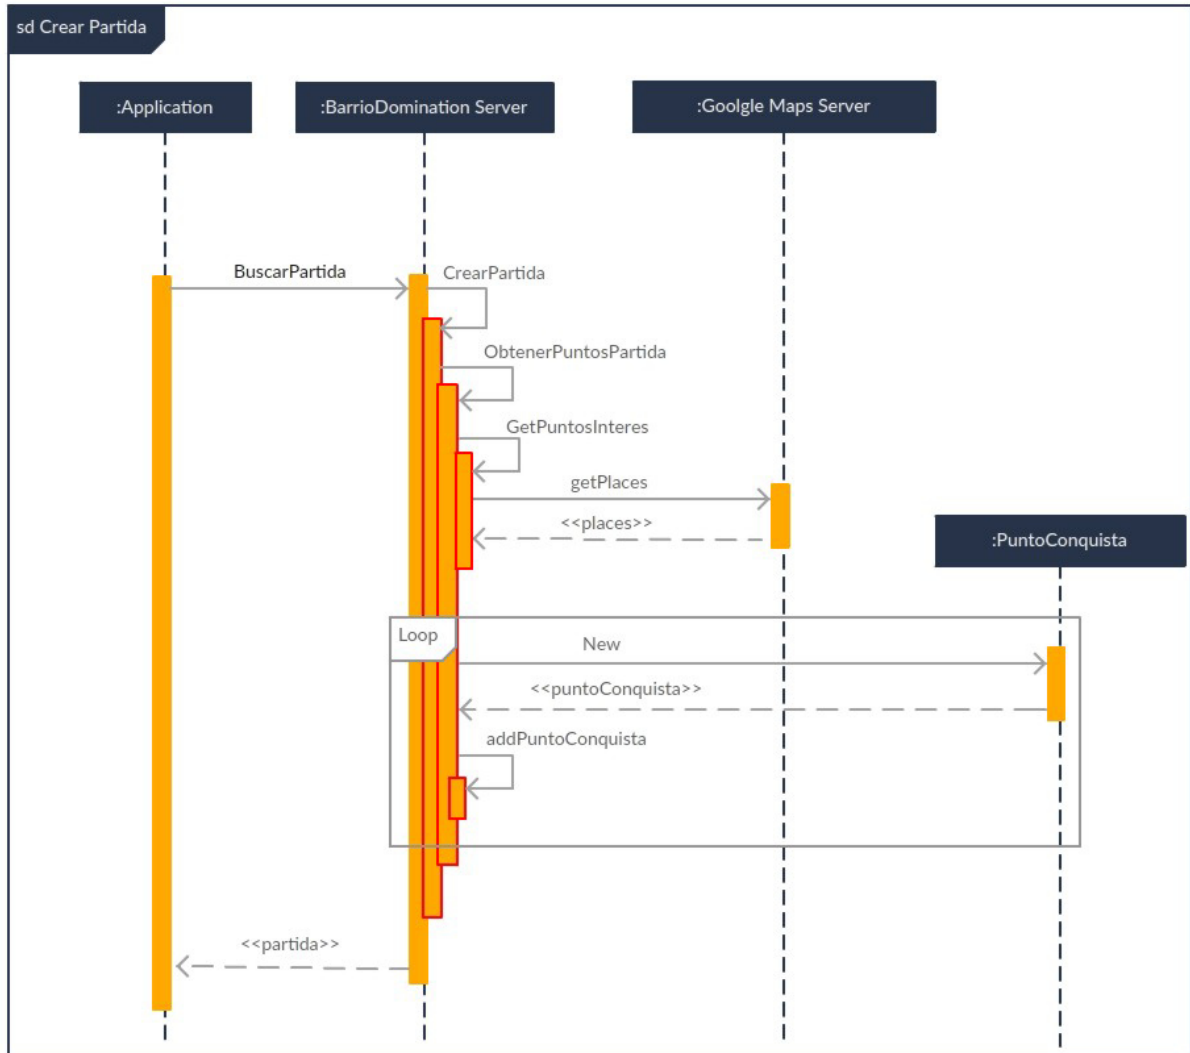 sd Crear Partida
:Application
:BarrioDomination Server
:Goolgle Maps Server
BuscarPartida
CrearPartida
ObtenerPuntosPartida
GetPuntosInteres
getPlaces
<<places>>
:PuntoConquista
Loop
New
<<puntoConquista>>
addPuntoConquista
<<partida>>